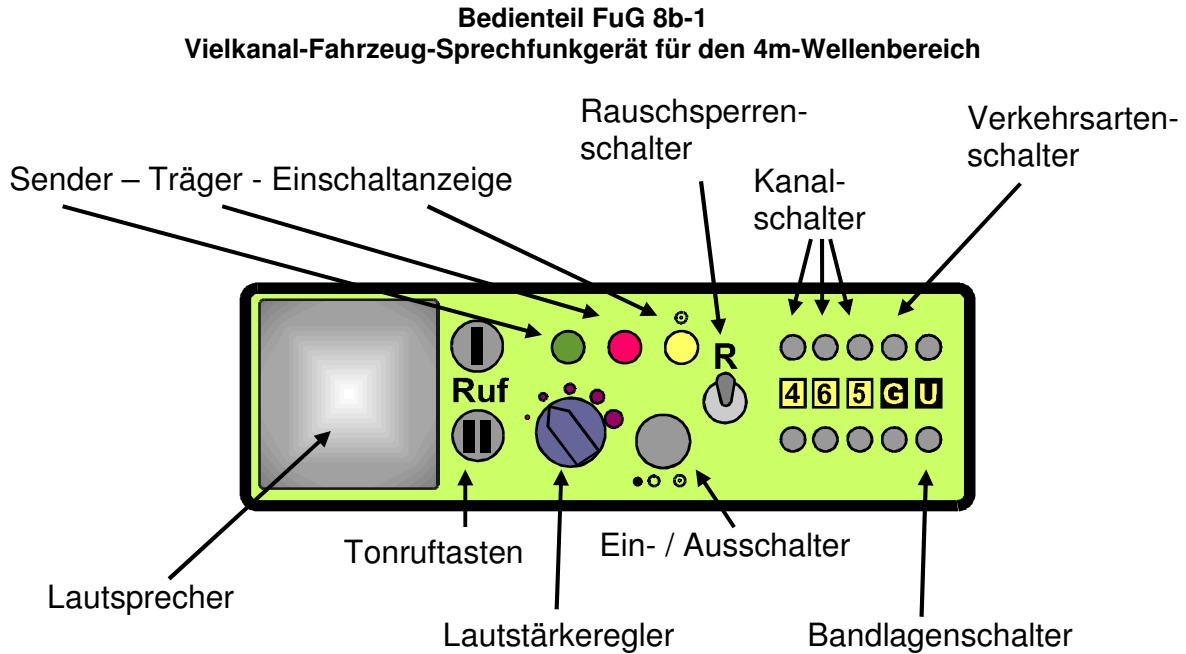 Bedienteil FuG 8b-1
Vielkanal-Fahrzeug-Sprechfunkgerät für den 4m-Wellenbereich
Rauschsperren-
schalter
Verkehrsarten-
schalter
Sender – Träger - Einschaltanzeige
Kanal-
schalter
I
R
Ruf
4 6 5 G U
II
Tonruftasten
Ein- / Ausschalter
Lautsprecher
Lautstärkeregler
Bandlagenschalter